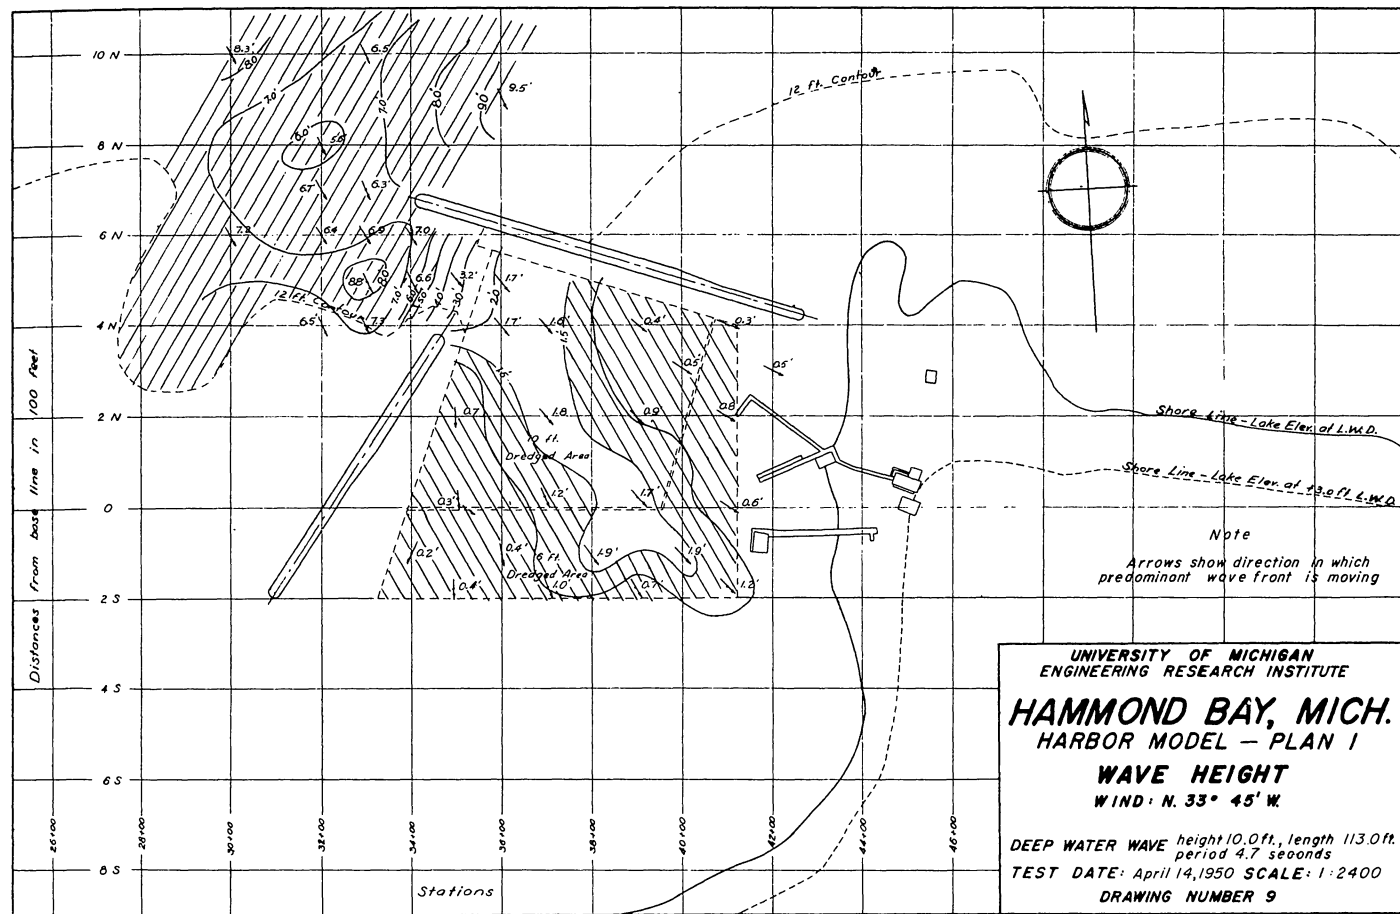 10 N
8 N
6 N
4 N
2 N
0
2 S
4 S
6 S
8 S
Distances from base line in 100 feet
8.3'
8.0'
6.5'
9.5'
7.0'
7.0'
8.0'
9.0'
6.0'
5.6'
6.7'
6.3'
7.2
6.4
6.9
7.0'
8.8'
8.0'
7.0'
6.0'
5.0'
4.0'
3.0'
2.0'
6.6
3.2'
1.7'
12 ft. Contour
12 ft. Contour
6.5'
7.3'
1.7'
1.6'
1.5'
0.4'
0.3'
0.5'
0.5'
1.5'
0.7
1.8
0.9
0.8
10 ft.
Dredged Area
0.3'
1.2'
1.7'
0.6'
0.2'
0.4'
1.9'
1.9'
6 ft.
Dredged Area
0.4'
1.0'
0.7'
1.2'
Shore Line - Lake Elev. at L.W.D.
Shore Line - Lake Elev. at +3.0 ft. L.W.D.
Note
Arrows show direction in which
predominant wave front is moving
26+00
28+00
30+00
32+00
34+00
36+00
38+00
40+00
42+00
44+00
46+00
Stations
UNIVERSITY OF MICHIGAN
ENGINEERING RESEARCH INSTITUTE
HAMMOND BAY, MICH.
HARBOR MODEL — PLAN I
WAVE HEIGHT
WIND: N. 33° 45' W.
DEEP WATER WAVE height 10.0 ft., length 113.0 ft.
period 4.7 seconds
TEST DATE: April 14, 1950 SCALE: 1:2400
DRAWING NUMBER 9